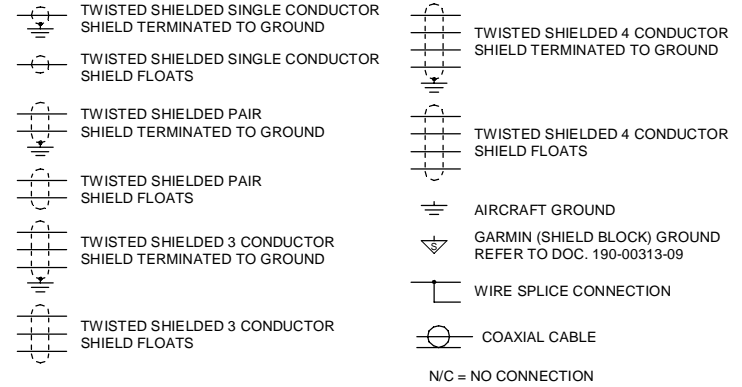 TWISTED SHIELDED SINGLE CONDUCTOR
SHIELD TERMINATED TO GROUND
TWISTED SHIELDED SINGLE CONDUCTOR
SHIELD FLOATS
TWISTED SHIELDED PAIR
SHIELD TERMINATED TO GROUND
TWISTED SHIELDED PAIR
SHIELD FLOATS
TWISTED SHIELDED 3 CONDUCTOR
SHIELD TERMINATED TO GROUND
TWISTED SHIELDED 3 CONDUCTOR
SHIELD FLOATS
TWISTED SHIELDED 4 CONDUCTOR
SHIELD TERMINATED TO GROUND
TWISTED SHIELDED 4 CONDUCTOR
SHIELD FLOATS
AIRCRAFT GROUND
S
GARMIN (SHIELD BLOCK) GROUND
REFER TO DOC. 190-00313-09
WIRE SPLICE CONNECTION
COAXIAL CABLE
N/C = NO CONNECTION